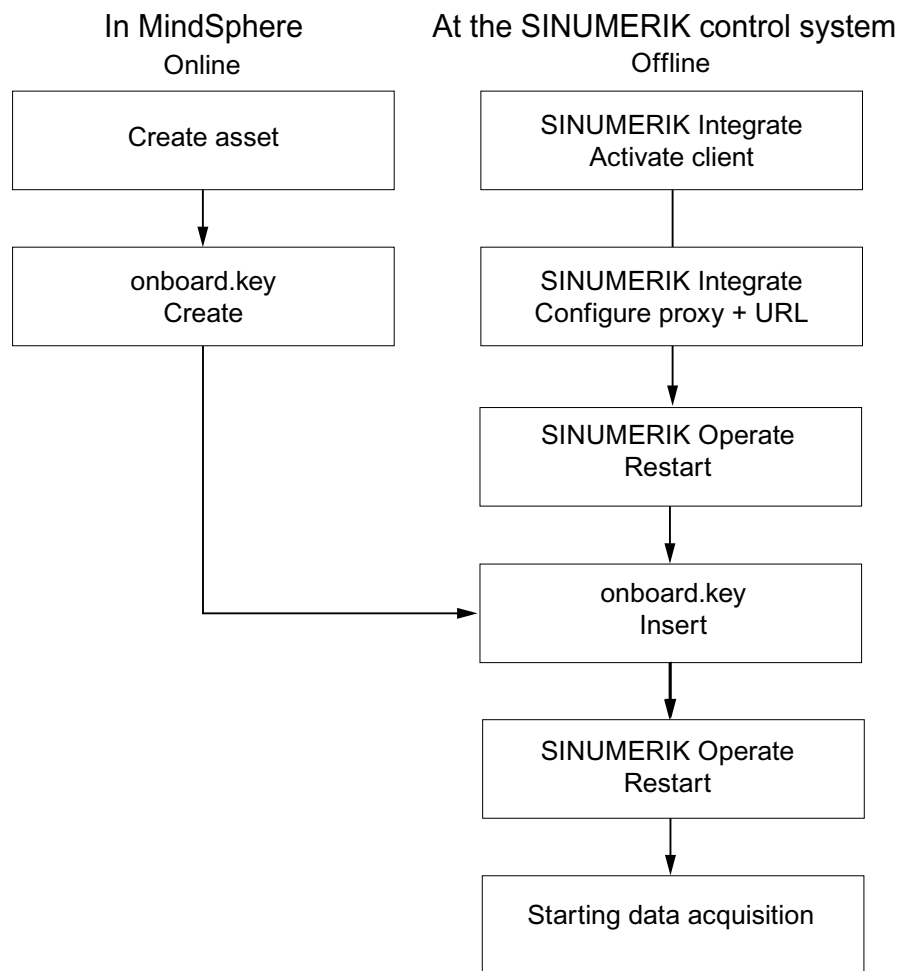 In MindSphere
Online
Create asset
onboard.key
Create
At the SINUMERIK control system
Offline
SINUMERIK Integrate
Activate client
SINUMERIK Integrate
Configure proxy + URL
SINUMERIK Operate
Restart
onboard.key
Insert
SINUMERIK Operate
Restart
Starting data acquisition